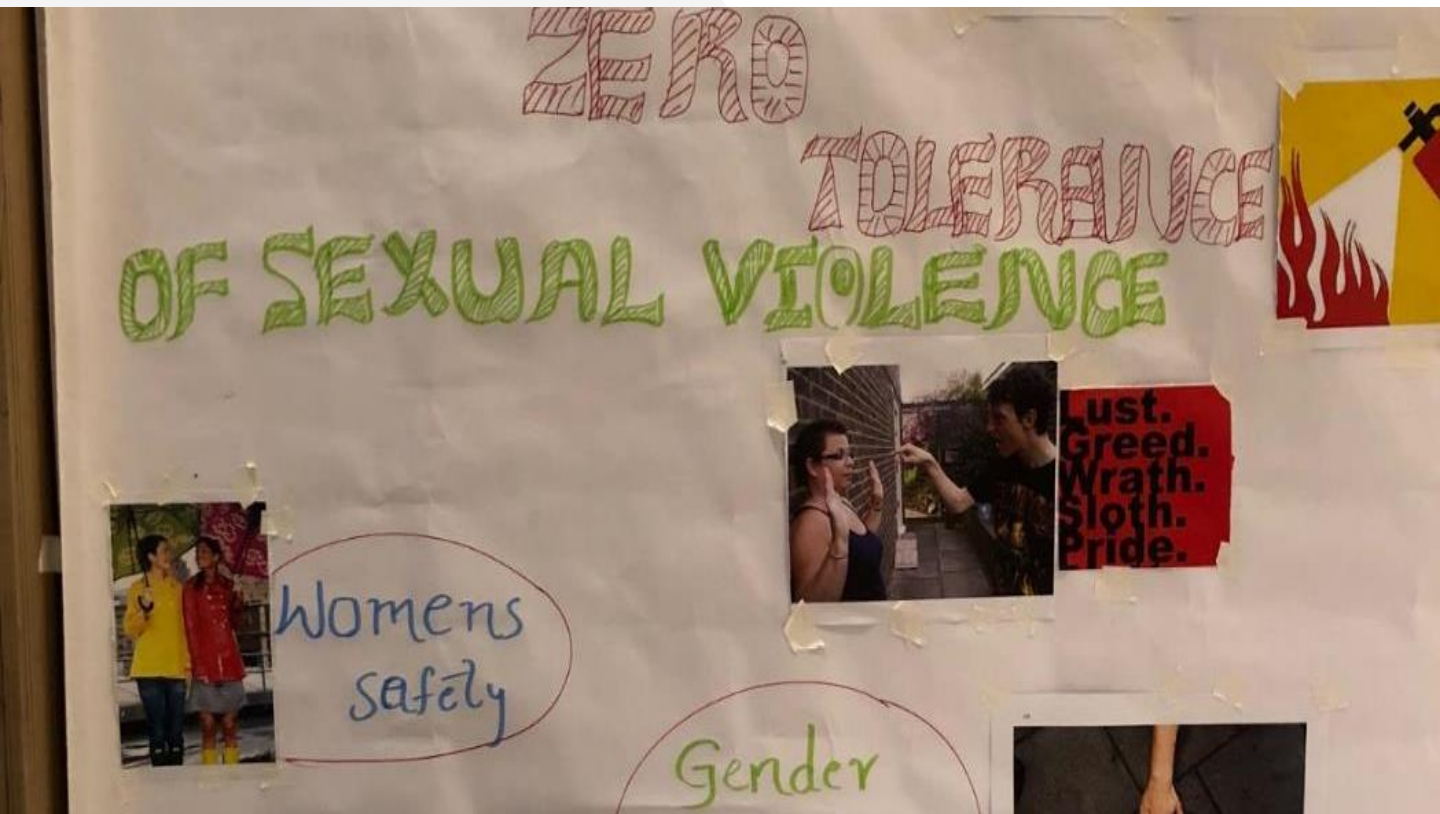 ZERO
TOLERANCE
OF SEXUAL VIOLENCE
Lust.
Greed.
Wrath.
Sloth.
Pride.
Womens
safety
Gender